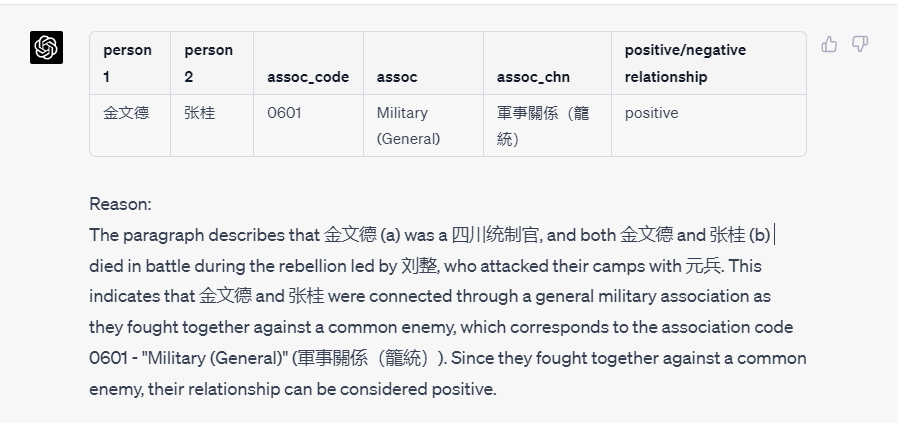 person 1
person 2
assoc_code
assoc
assoc_chn
positive/negative relationship
金文德
张桂
0601
Military (General)
軍事關係（籠統）
positive
Reason:
The paragraph describes that 金文德 (a) was a 四川统制官, and both 金文德 and 张桂 (b)
died in battle during the rebellion led by 刘整, who attacked their camps with 元兵. This
indicates that 金文德 and 张桂 were connected through a general military association as
they fought together against a common enemy, which corresponds to the association code
0601 - "Military (General)" (軍事關係（籠統）). Since they fought together against a common
enemy, their relationship can be considered positive.